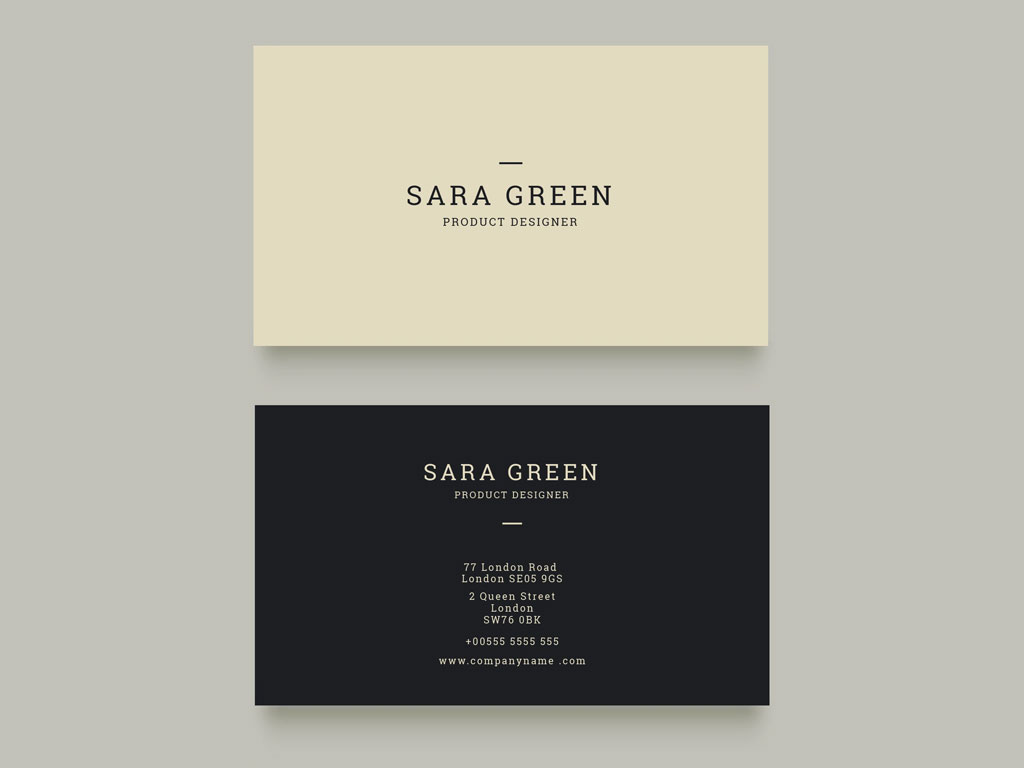 SARA GREEN
PRODUCT DESIGNER
SARA GREEN
PRODUCT DESIGNER
77 London Road
London SE05 9GS
2 Queen Street
London
SW76 0BK
+00555 5555 555
www.companyname .com